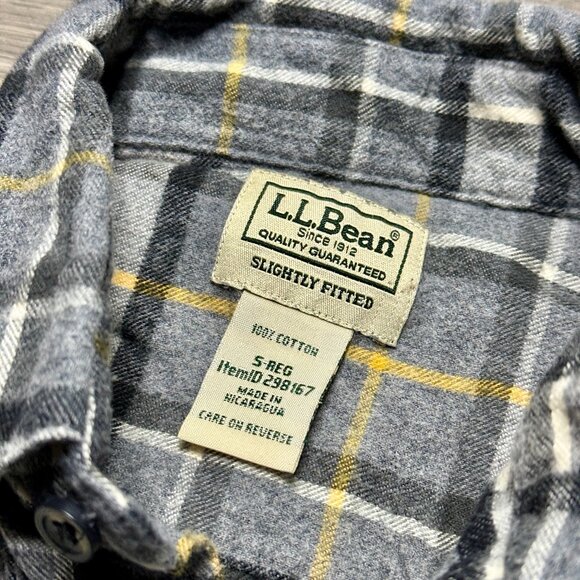 L.L.Bean®
Since 1912
QUALITY GUARANTEED
SLIGHTLY FITTED
100% COTTON
S-REG
ItemID 298167
MADE IN
NICARAGUA
CARE ON REVERSE